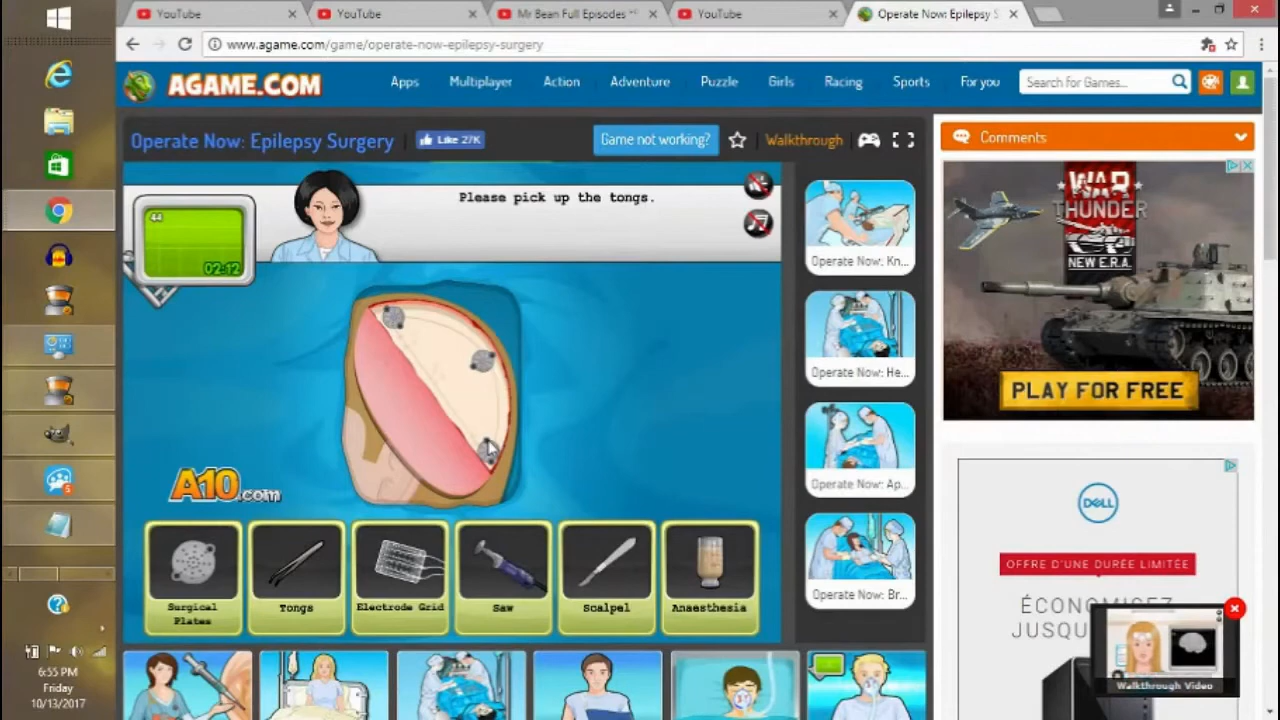 YouTube
YouTube
Mr Bean Full Episodes
YouTube
Operate Now: Epilepsy S
www.agame.com/game/operate-now-epilepsy-surgery
AGAME.COM
Apps
Multiplayer
Action
Adventure
Puzzle
Girls
Racing
Sports
For you
Search for Games...
Operate Now: Epilepsy Surgery
Like 27K
Game not working?
Walkthrough
Comments
Please pick up the tongs.
44
02:12
Operate Now: Kn...
Operate Now: He...
Operate Now: Ap...
Operate Now: Br...
A10.com
Surgical
Plates
Tongs
Electrode Grid
Saw
Scalpel
Anaesthesia
WAR
THUNDER
NEW E.R.A.
PLAY FOR FREE
DELL
OFFRE D'UNE DURÉE LIMITÉE
ÉCONOMISEZ
JUSQU
Walkthrough Video
6:55 PM
Friday
10/13/2017